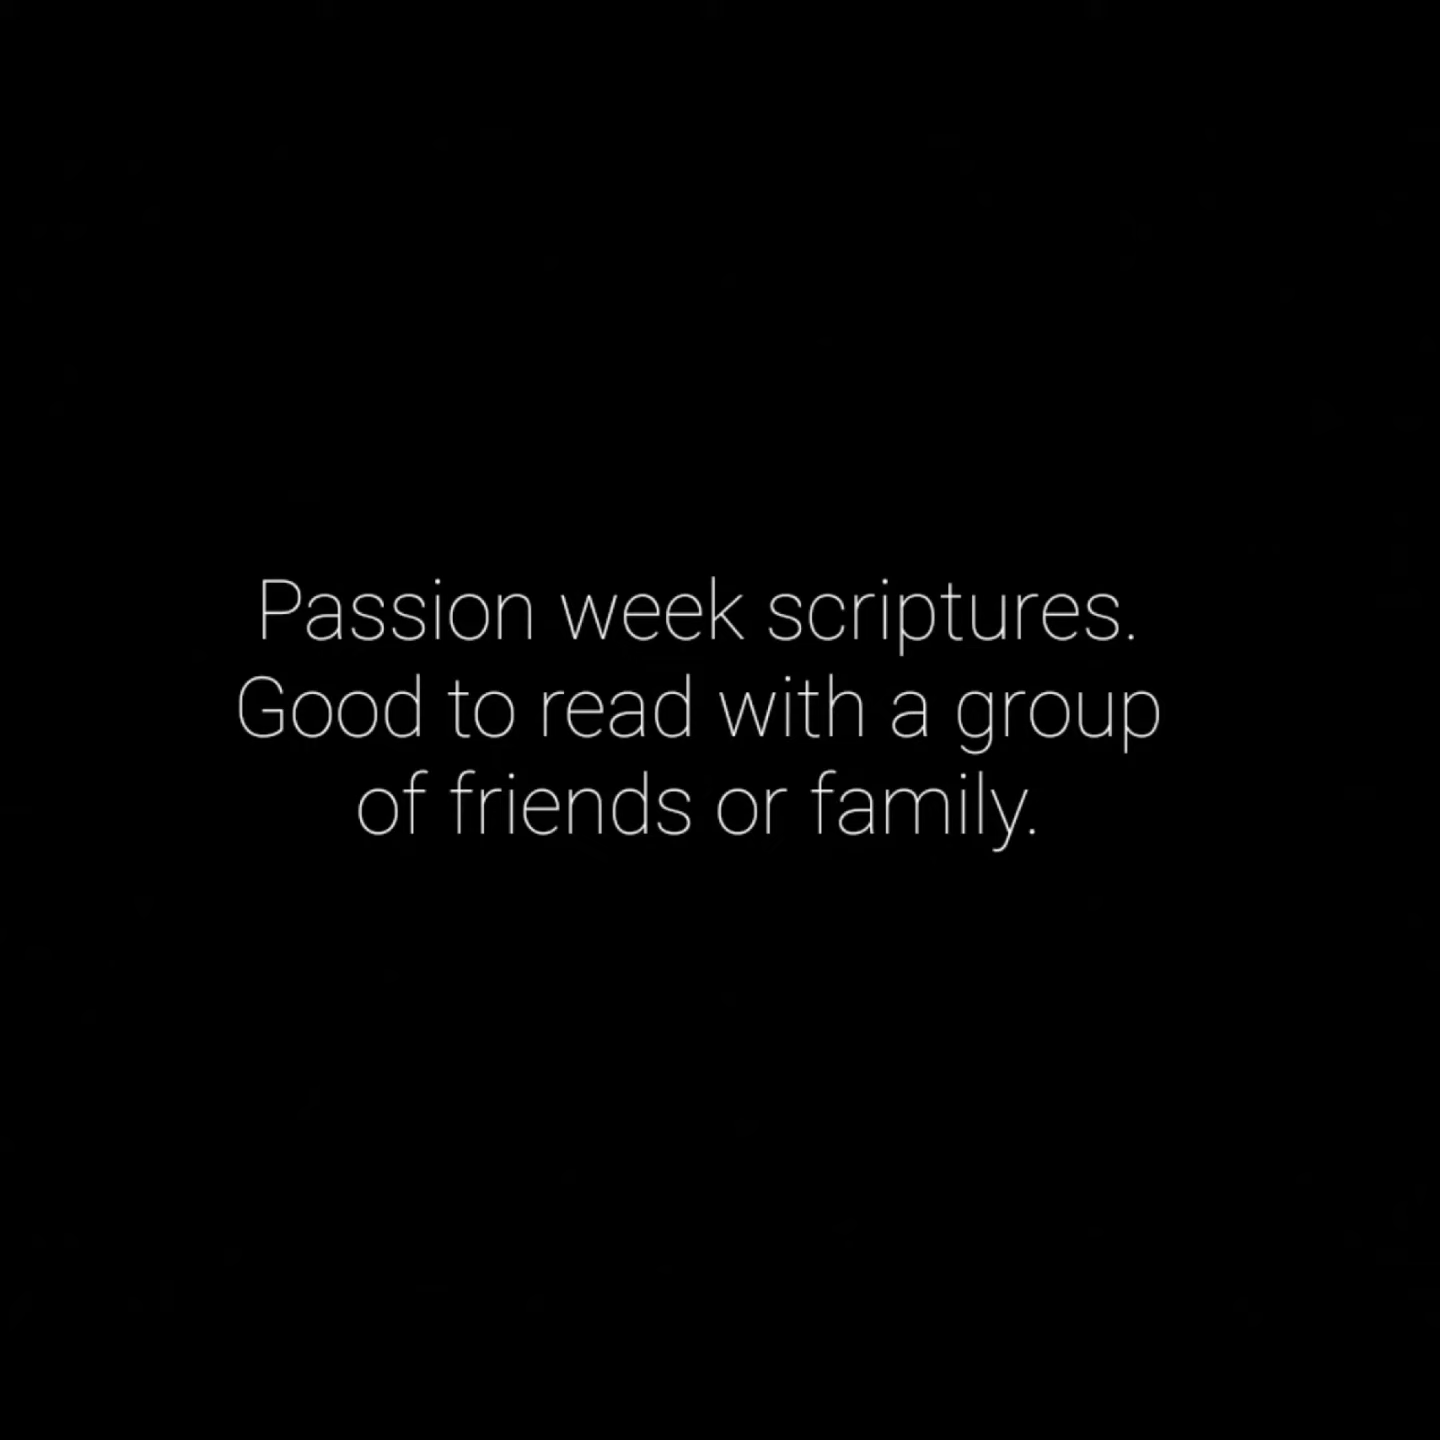 Passion week scriptures.
Good to read with a group
of friends or family.